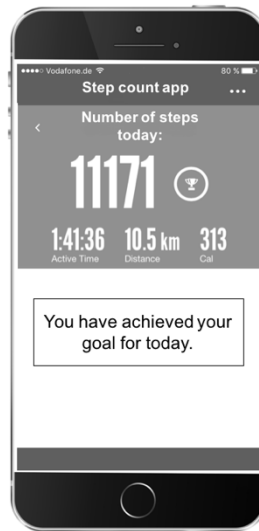 Vodafone.de 80 %
Step count app
Number of steps
today:
11171
1:41:36 10.5 km 313
Active Time Distance Cal
You have achieved your
goal for today.